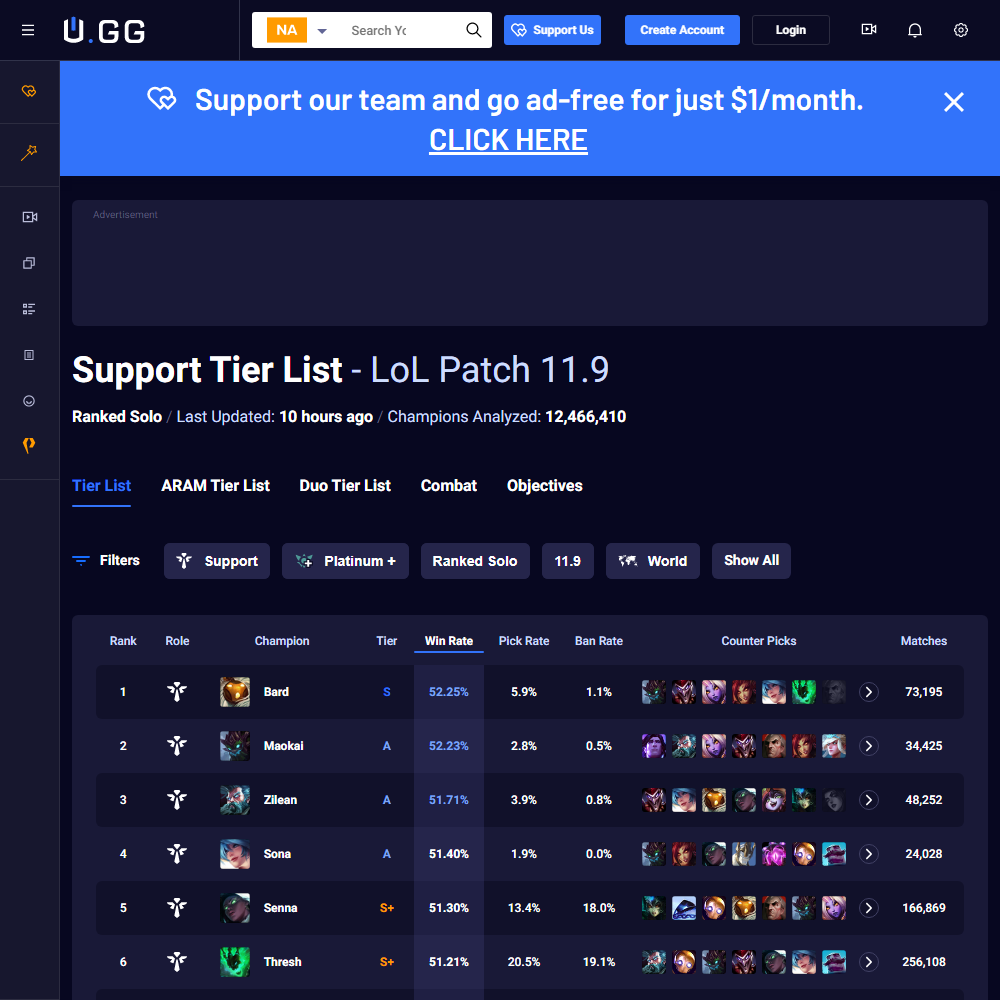 U.GG
NA
Search Yo
Support Us
Create Account
Login
Support our team and go ad-free for just $1/month.
CLICK HERE
Advertisement
Support Tier List - LoL Patch 11.9
Ranked Solo / Last Updated: 10 hours ago / Champions Analyzed: 12,466,410
Tier List ARAM Tier List Duo Tier List Combat Objectives
Filters Support Platinum + Ranked Solo 11.9 World Show All
Rank Role Champion Tier Win Rate Pick Rate Ban Rate Counter Picks Matches
1 Bard S 52.25% 5.9% 1.1% 73,195
2 Maokai A 52.23% 2.8% 0.5% 34,425
3 Zilean A 51.71% 3.9% 0.8% 48,252
4 Sona A 51.40% 1.9% 0.0% 24,028
5 Senna S+ 51.30% 13.4% 18.0% 166,869
6 Thresh S+ 51.21% 20.5% 19.1% 256,108